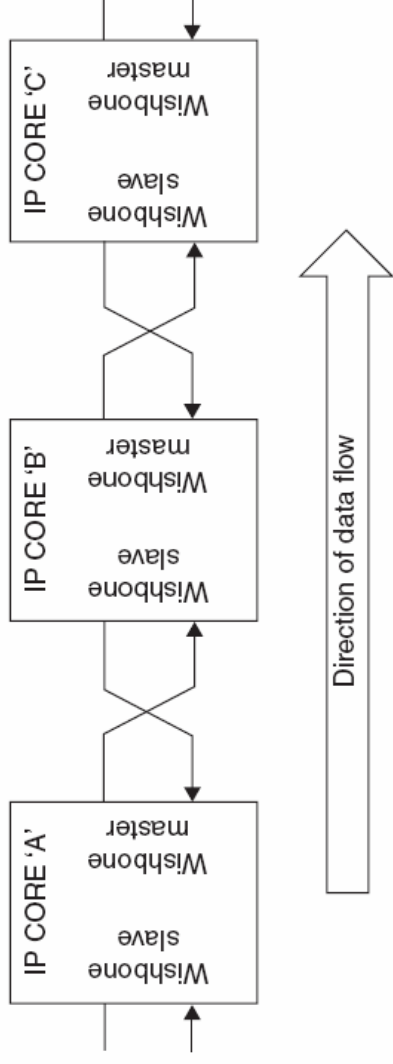 IP CORE 'A'
Wishbone
slave
Wishbone
master
IP CORE 'B'
Wishbone
slave
Wishbone
master
IP CORE 'C'
Wishbone
slave
Wishbone
master
Direction of data flow